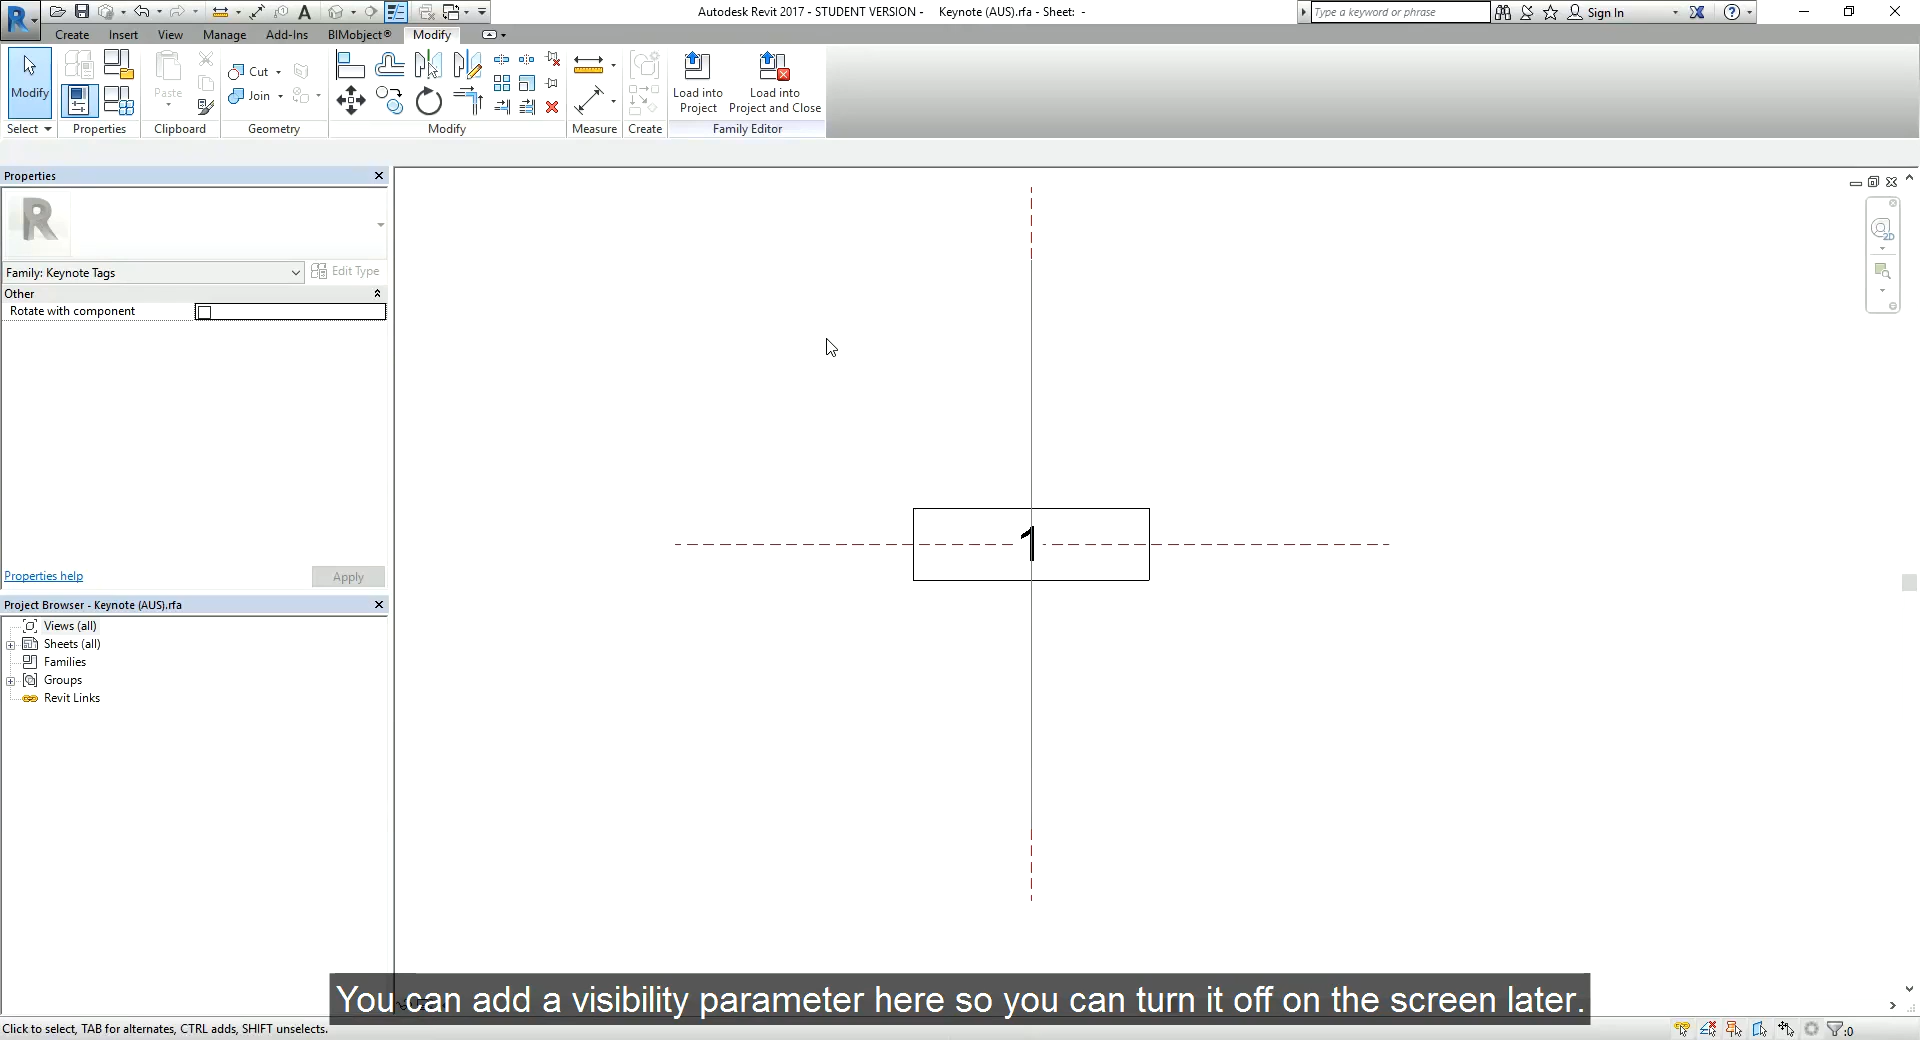 Autodesk Revit 2017 - STUDENT VERSION - Keynote (AUS).rfa - Sheet: -
Type a keyword or phrase
Sign In
Create Insert View Manage Add-Ins BIMobject® Modify
Modify
Paste
Cut
Join
Load into Project
Load into Project and Close
Select Properties Clipboard Geometry Modify Measure Create Family Editor
Properties
R
Family: Keynote Tags
Edit Type
Other
Rotate with component
2D
1
Properties help
Apply
Project Browser - Keynote (AUS).rfa
Views (all)
Sheets (all)
Families
Groups
Revit Links
You can add a visibility parameter here so you can turn it off on the screen later.
Click to select, TAB for alternates, CTRL adds, SHIFT unselects.
:0